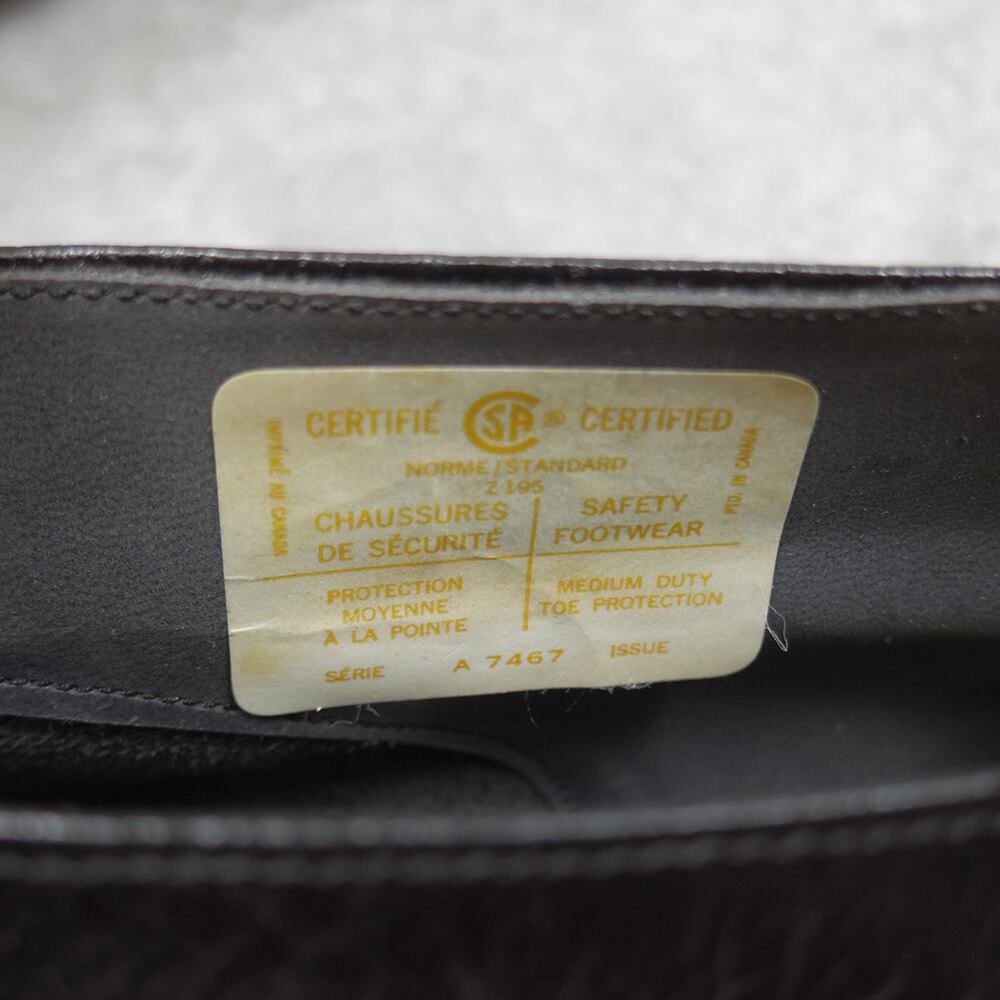 CERTIFIÉ CSA ® CERTIFIED
NORME/STANDARD
Z195
IMPRIMÉ AU CANADA
PTD. IN CANADA
CHAUSSURES
DE SÉCURITÉ
SAFETY
FOOTWEAR
PROTECTION
MOYENNE
À LA POINTE
MEDIUM DUTY
TOE PROTECTION
SÉRIE A 7467 ISSUE